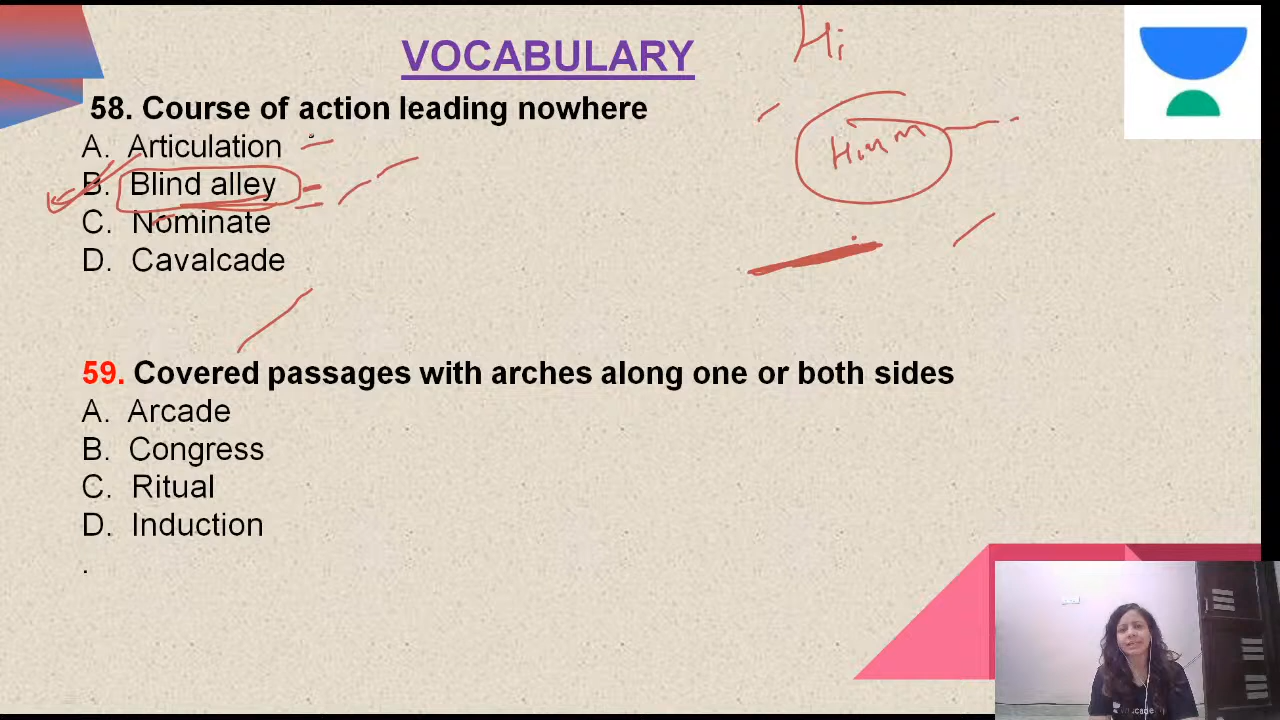 VOCABULARY
Hi
58. Course of action leading nowhere
A. Articulation
B. Blind alley
C. Nominate
D. Cavalcade
59. Covered passages with arches along one or both sides
A. Arcade
B. Congress
C. Ritual
D. Induction
.